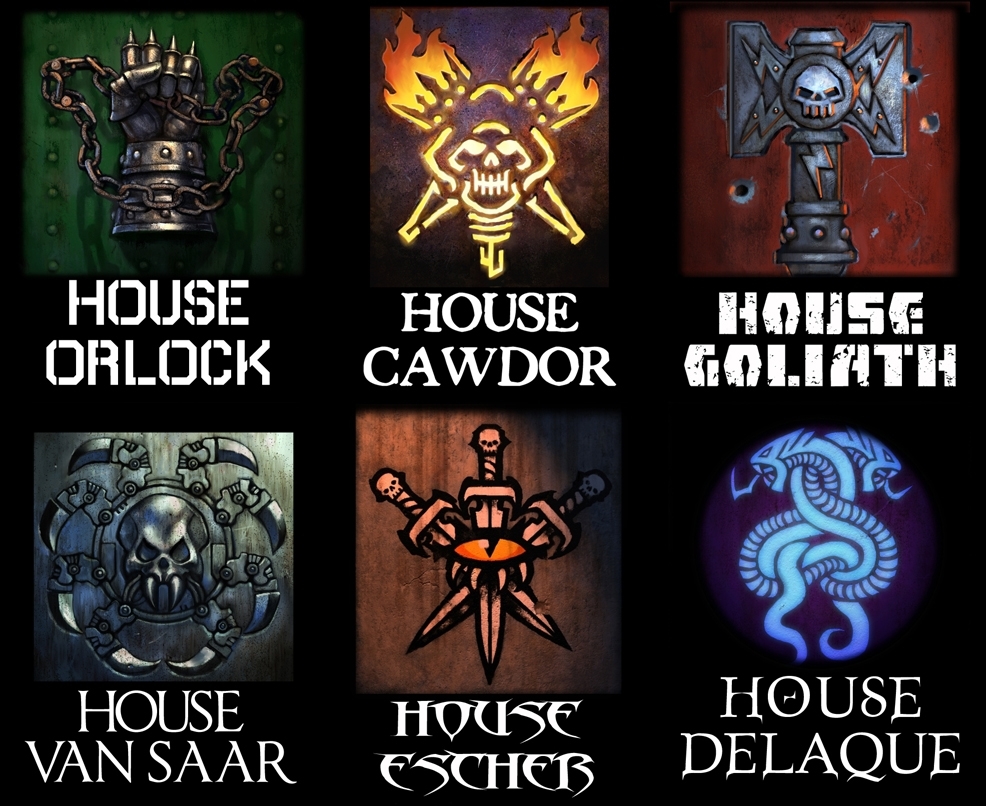 HOUSE
ORLOCK
HOUSE
CAWDOR
HOUSE
GOLIATH
HOUSE
VAN SAAR
HOUSE
ESCHER
HOUSE
DELAQUE